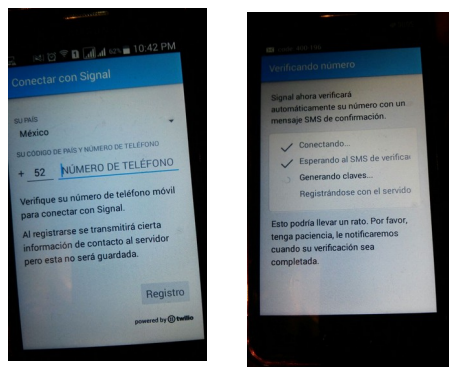 62% 10:42 PM
Conectar con Signal
SU PAÍS
México
SU CÓDIGO DE PAÍS Y NÚMERO DE TELÉFONO
+ 52 NÚMERO DE TELÉFONO
Verifique su número de teléfono móvil
para conectar con Signal.
Al registrarse se transmitirá cierta
información de contacto al servidor
pero esta no será guardada.
Registro
powered by twilio
Verificando número
Signal ahora verificará
automáticamente su número con un
mensaje SMS de confirmación.
Conectando...
Esperando al SMS de verifica
Generando claves...
Registrándose con el servido
Esto podría llevar un rato. Por favor,
tenga paciencia, le notificaremos
cuando su verificación sea
completada.